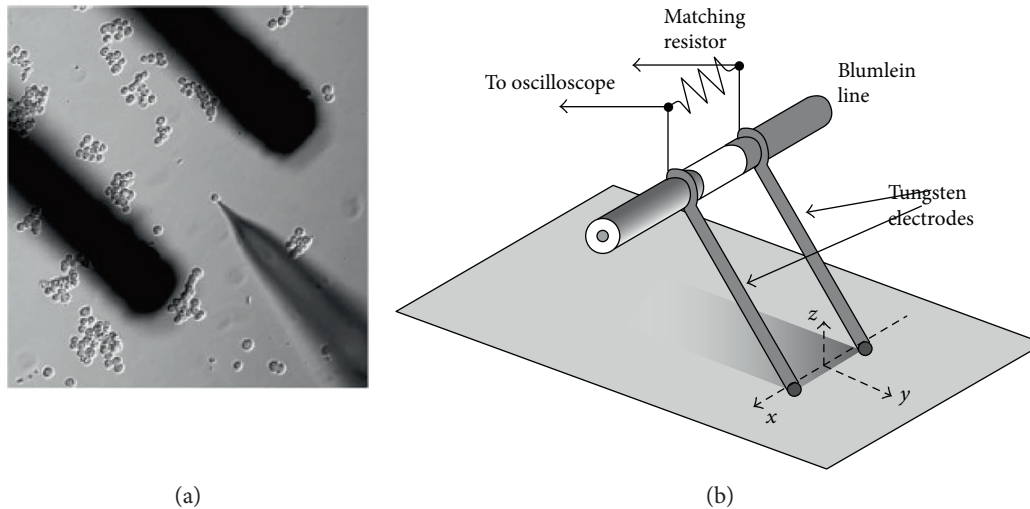 Matching
resistor
To oscilloscope
Blumlein
line
Tungsten
electrodes
z
y
x
(a)
(b)